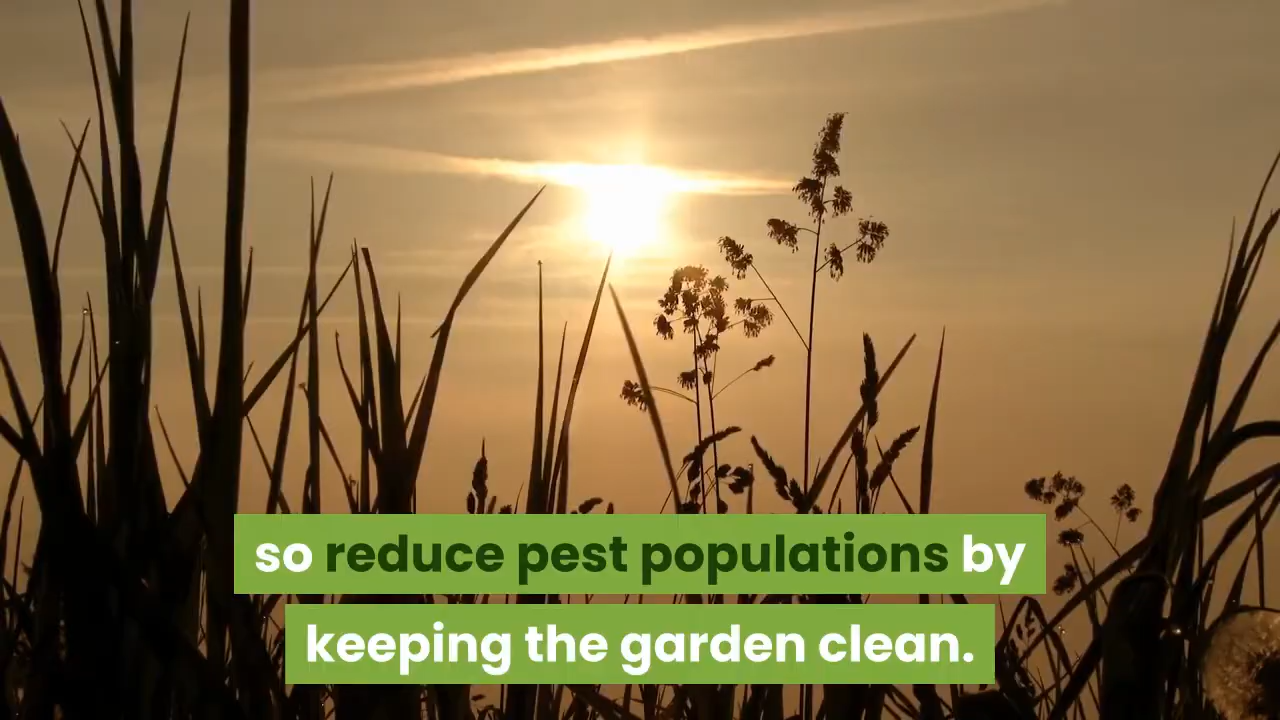 so reduce pest populations by
keeping the garden clean.